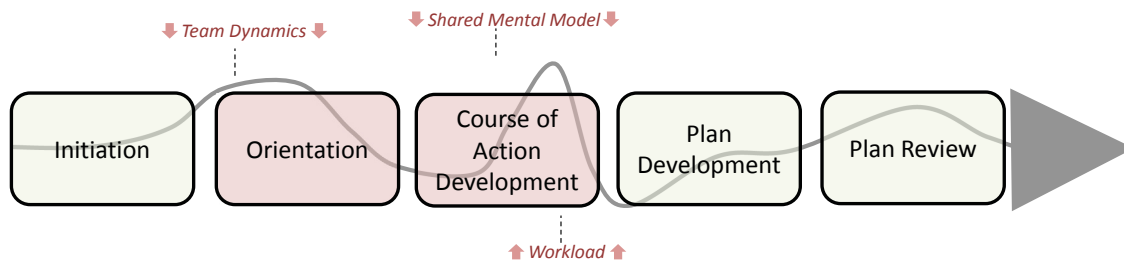 Shared Mental Model
Team Dynamics
Initiation
Orientation
Course of
Action
Development
Plan
Development
Plan Review
Workload